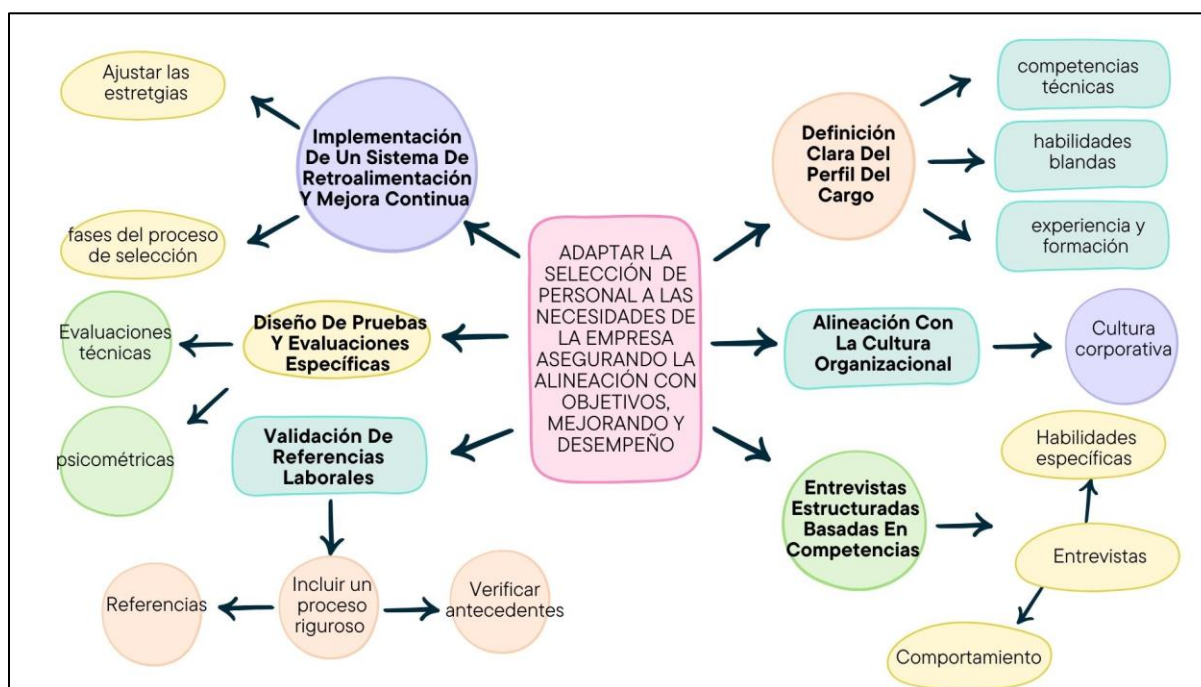 Ajustar las
estretgias
Implementación
De Un Sistema De
Retroalimentación
Y Mejora Continua
fases del proceso
de selección
Diseño De Pruebas
Y Evaluaciones
Específicas
Evaluaciones
técnicas
psicométricas
Validación De
Referencias
Laborales
Incluir un
proceso
riguroso
Referencias
Verificar
antecedentes
ADAPTAR LA
SELECCIÓN DE
PERSONAL A LAS
NECESIDADES DE
LA EMPRESA
ASEGURANDO LA
ALINEACIÓN CON
OBJETIVOS,
MEJORANDO Y
DESEMPEÑO
Definición
Clara Del
Perfil Del
Cargo
competencias
técnicas
habilidades
blandas
experiencia y
formación
Alineación Con
La Cultura
Organizacional
Cultura
corporativa
Entrevistas
Estructuradas
Basadas En
Competencias
Habilidades
específicas
Entrevistas
Comportamiento